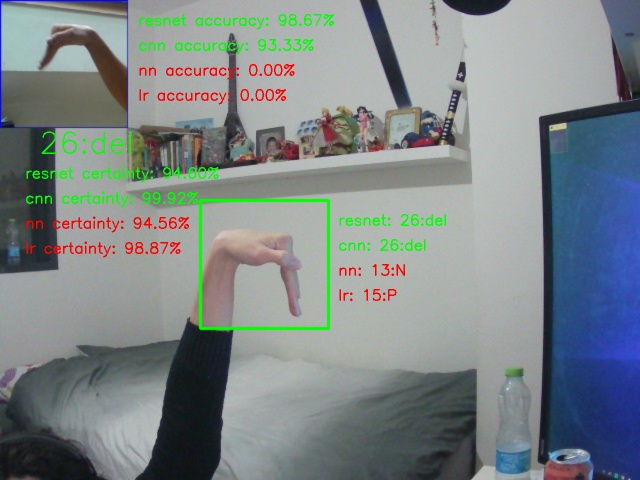 resnet accuracy: 98.67%
cnn accuracy: 93.33%
nn accuracy: 0.00%
lr accuracy: 0.00%
26:del
resnet certainty: 94.60%
cnn certainty: 99.92%
nn certainty: 94.56%
lr certainty: 98.87%
resnet: 26:del
cnn: 26:del
nn: 13:N
lr: 15:P